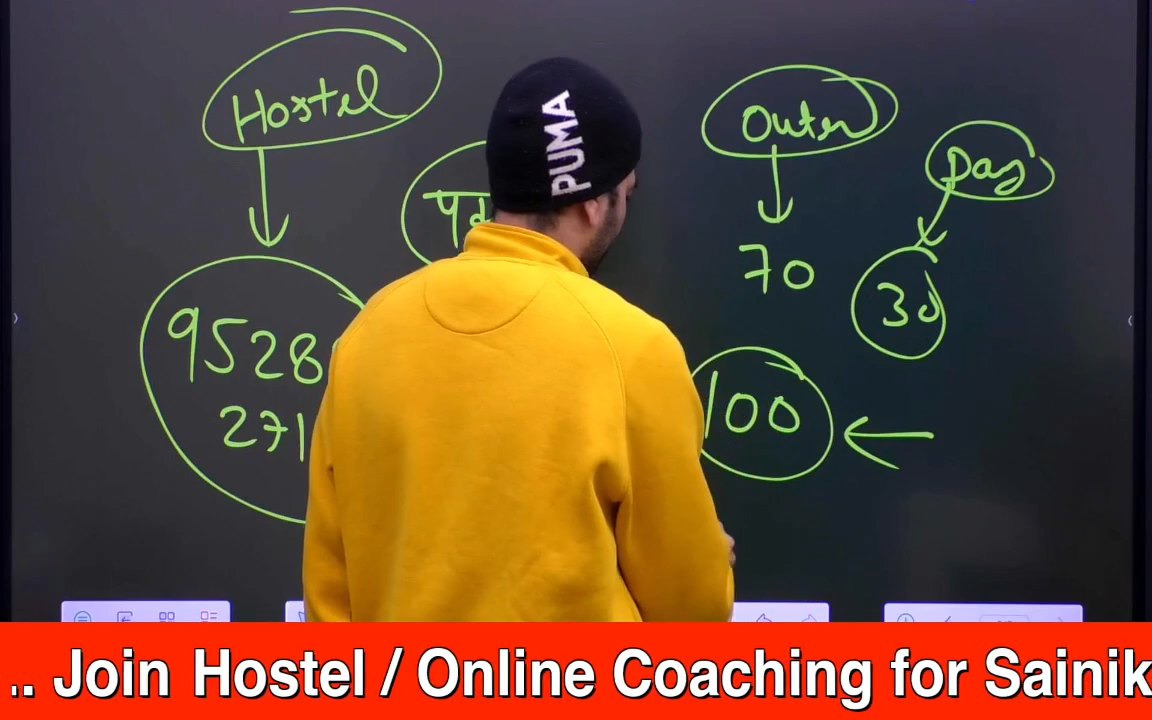 Hostel
Outer
Day
PUMA
70
30
9528
271
100
.. Join Hostel / Online Coaching for Sainik